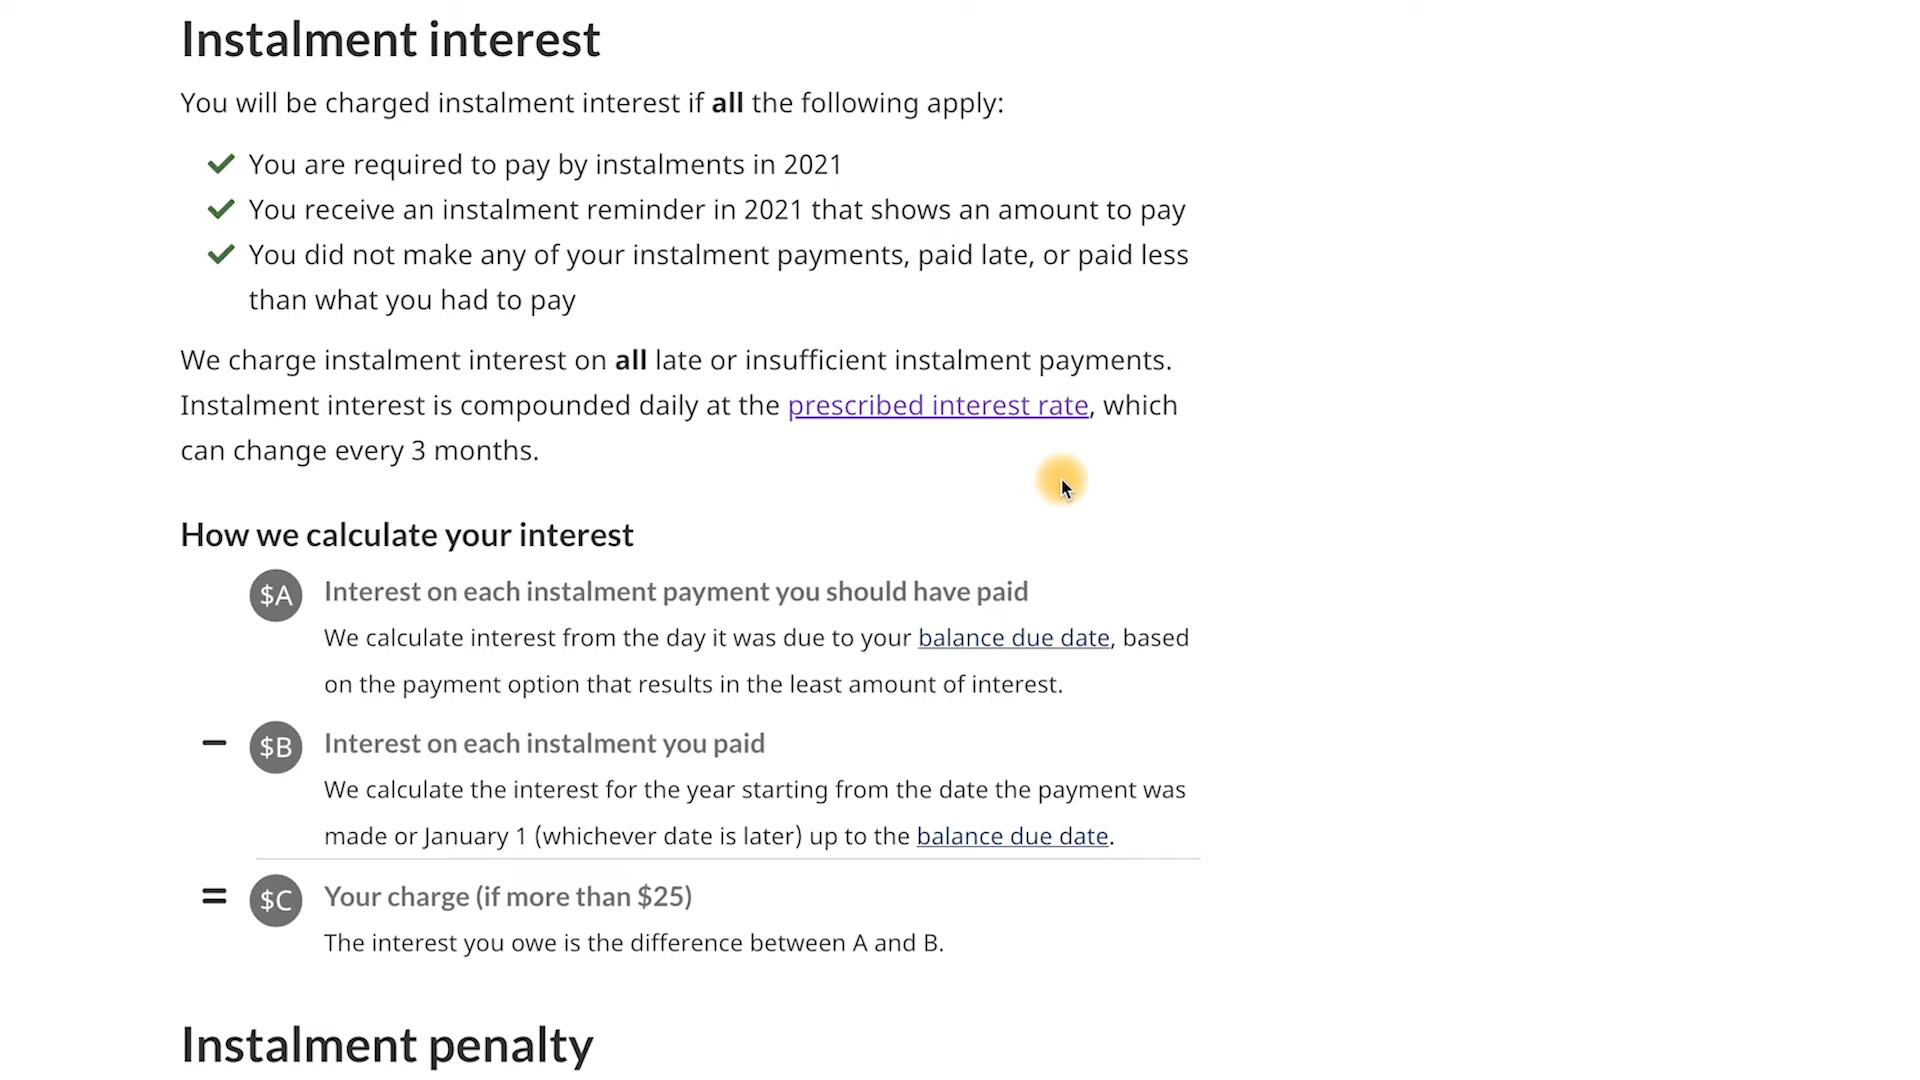 Instalment interest
You will be charged instalment interest if all the following apply:
You are required to pay by instalments in 2021
You receive an instalment reminder in 2021 that shows an amount to pay
You did not make any of your instalment payments, paid late, or paid less
than what you had to pay
We charge instalment interest on all late or insufficient instalment payments.
Instalment interest is compounded daily at the prescribed interest rate, which
can change every 3 months.
How we calculate your interest
$A Interest on each instalment payment you should have paid
We calculate interest from the day it was due to your balance due date, based
on the payment option that results in the least amount of interest.
− $B Interest on each instalment you paid
We calculate the interest for the year starting from the date the payment was
made or January 1 (whichever date is later) up to the balance due date.
= $C Your charge (if more than $25)
The interest you owe is the difference between A and B.
Instalment penalty